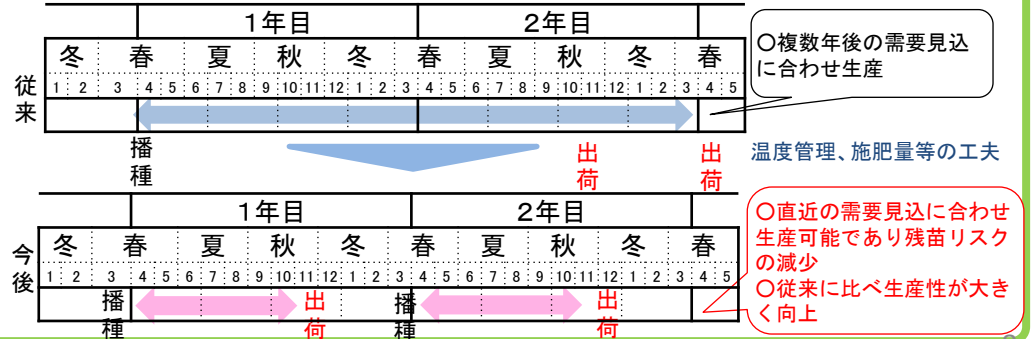 1年目 2年目
冬 春 夏 秋 冬 春 夏 秋 冬 春
従来
1 2 3 4 5 6 7 8 9 10 11 12 1 2 3 4 5 6 7 8 9 10 11 12 1 2 3 4 5
〇複数年後の需要見込
に合わせ生産
播種
出荷
出荷
温度管理、施肥量等の工夫
1年目 2年目
冬 春 夏 秋 冬 春 夏 秋 冬 春
今後
1 2 3 4 5 6 7 8 9 10 11 12 1 2 3 4 5 6 7 8 9 10 11 12 1 2 3 4 5
播種
出荷
播種
出荷
〇直近の需要見込に合わせ
生産可能であり残苗リスク
の減少
〇従来に比べ生産性が大き
く向上